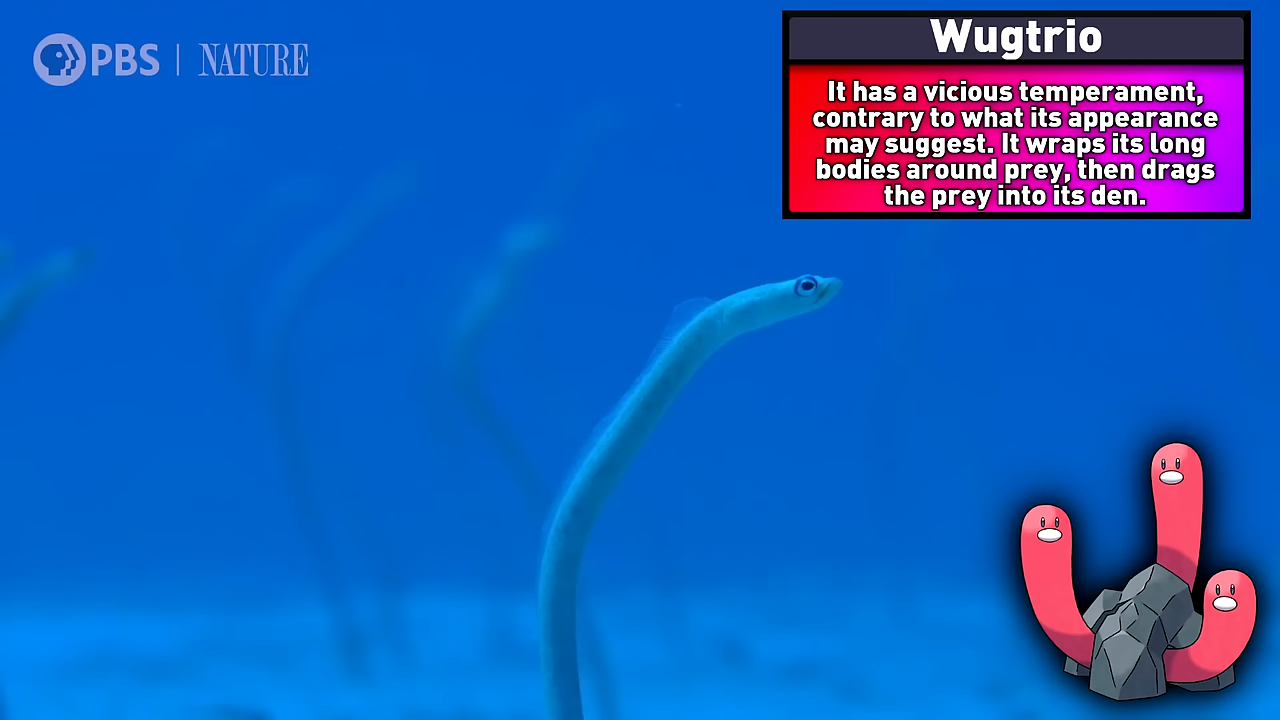 PBS | NATURE
Wugtrio
It has a vicious temperament,
contrary to what its appearance
may suggest. It wraps its long
bodies around prey, then drags
the prey into its den.